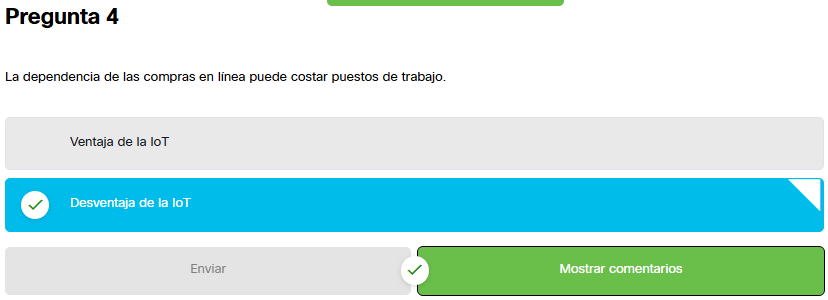 Pregunta 4
La dependencia de las compras en línea puede costar puestos de trabajo.
Ventaja de la IoT
Desventaja de la IoT
Enviar
Mostrar comentarios